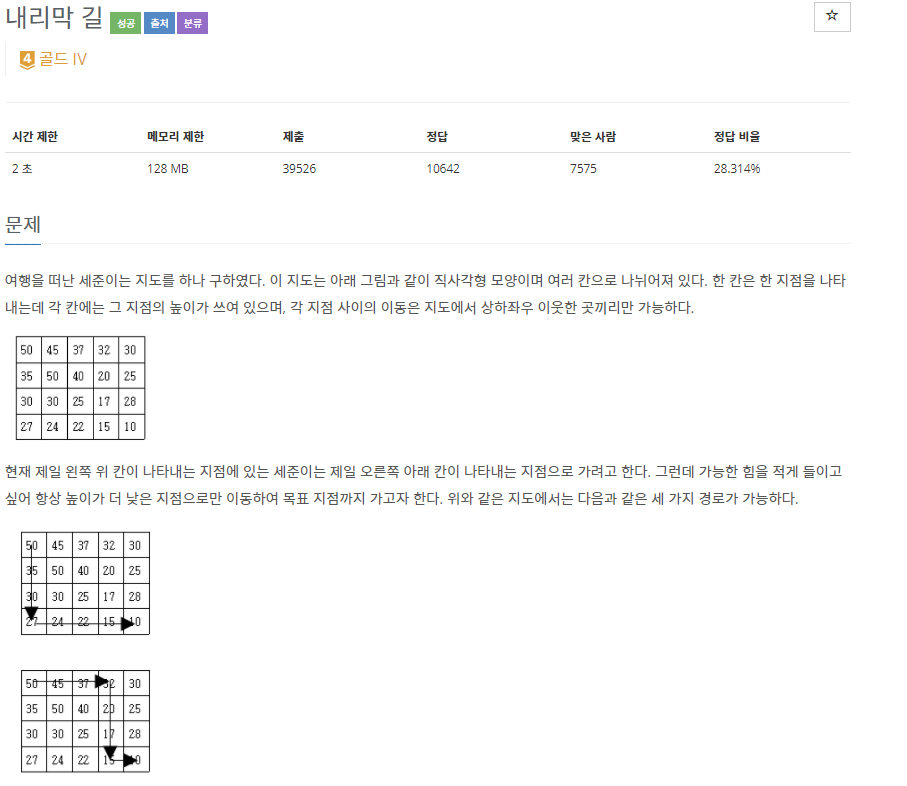 내리막 길 성공 출처 분류
☆
4 골드 IV
시간 제한 메모리 제한 제출 정답 맞은 사람 정답 비율
2 초 128 MB 39526 10642 7575 28.314%
문제
여행을 떠난 세준이는 지도를 하나 구하였다. 이 지도는 아래 그림과 같이 직사각형 모양이며 여러 칸으로 나뉘어져 있다. 한 칸은 한 지점을 나타
내는데 각 칸에는 그 지점의 높이가 쓰여 있으며, 각 지점 사이의 이동은 지도에서 상하좌우 이웃한 곳끼리만 가능하다.
50 45 37 32 30
35 50 40 20 25
30 30 25 17 28
27 24 22 15 10
현재 제일 왼쪽 위 칸이 나타내는 지점에 있는 세준이는 제일 오른쪽 아래 칸이 나타내는 지점으로 가려고 한다. 그런데 가능한 힘을 적게 들이고
싶어 항상 높이가 더 낮은 지점으로만 이동하여 목표 지점까지 가고자 한다. 위와 같은 지도에서는 다음과 같은 세 가지 경로가 가능하다.
50 45 37 32 30
35 50 40 20 25
30 30 25 17 28
27 24 22 15 10
50 45 37 32 30
35 50 40 20 25
30 30 25 17 28
27 24 22 15 10